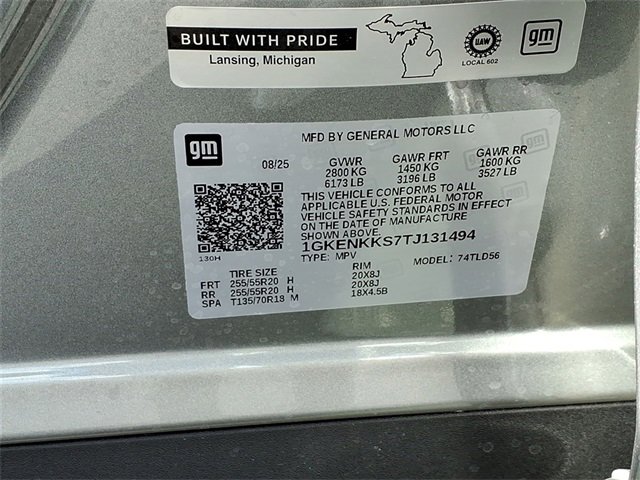 BUILT WITH PRIDE
Lansing, Michigan
UAW
LOCAL 602
gm
gm
MFD BY GENERAL MOTORS LLC
08/25 GVWR GAWR FRT GAWR RR
2800 KG 1450 KG 1600 KG
6173 LB 3196 LB 3527 LB
THIS VEHICLE CONFORMS TO ALL
APPLICABLE U.S. FEDERAL MOTOR
VEHICLE SAFETY STANDARDS IN EFFECT
ON THE DATE OF MANUFACTURE
SHOWN ABOVE.
1GKENKKS7TJ131494
130H TYPE: MPV MODEL: 74TLD56
TIRE SIZE RIM
FRT 255/55R20 H 20X8J
RR 255/55R20 H 20X8J
SPA T135/70R18 M 18X4.5B